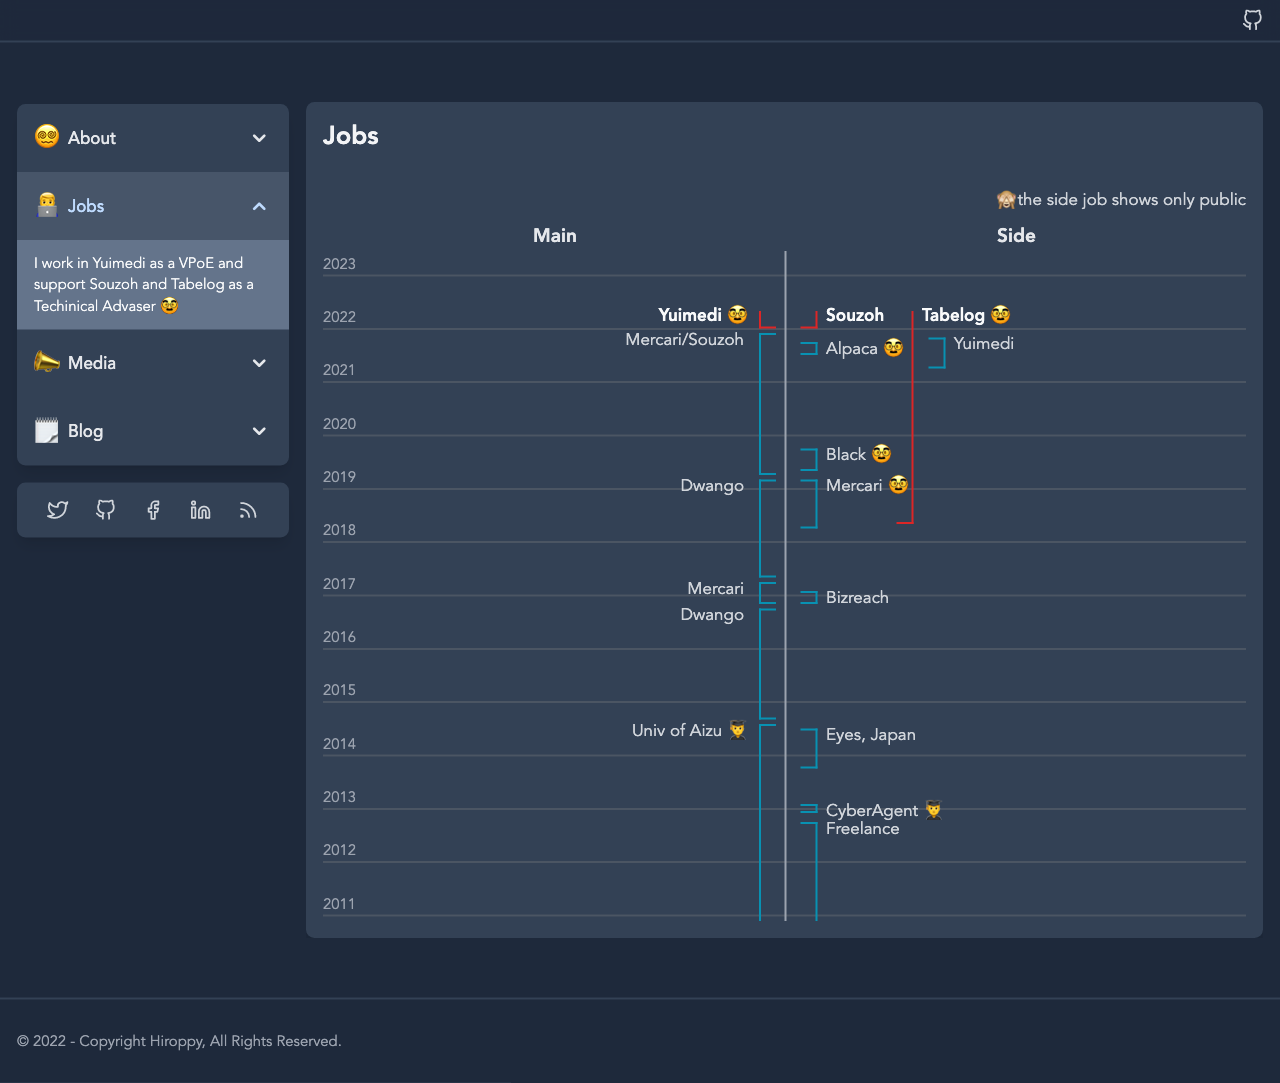 About
Jobs
I work in Yuimedi as a VPoE and
support Souzoh and Tabelog as a
Techinical Advaser 🥸
Media
Blog
Jobs
🙈the side job shows only public
Main
Side
2023
2022
Yuimedi 🥸
Souzoh
Tabelog 🥸
Mercari/Souzoh
Alpaca 🥸
Yuimedi
2021
2020
Black 🥸
2019
Dwango
Mercari 🥸
2018
2017
Mercari
Bizreach
Dwango
2016
2015
Univ of Aizu 👨‍🎓
Eyes, Japan
2014
2013
CyberAgent 👨‍🎓
Freelance
2012
2011
© 2022 - Copyright Hiroppy, All Rights Reserved.